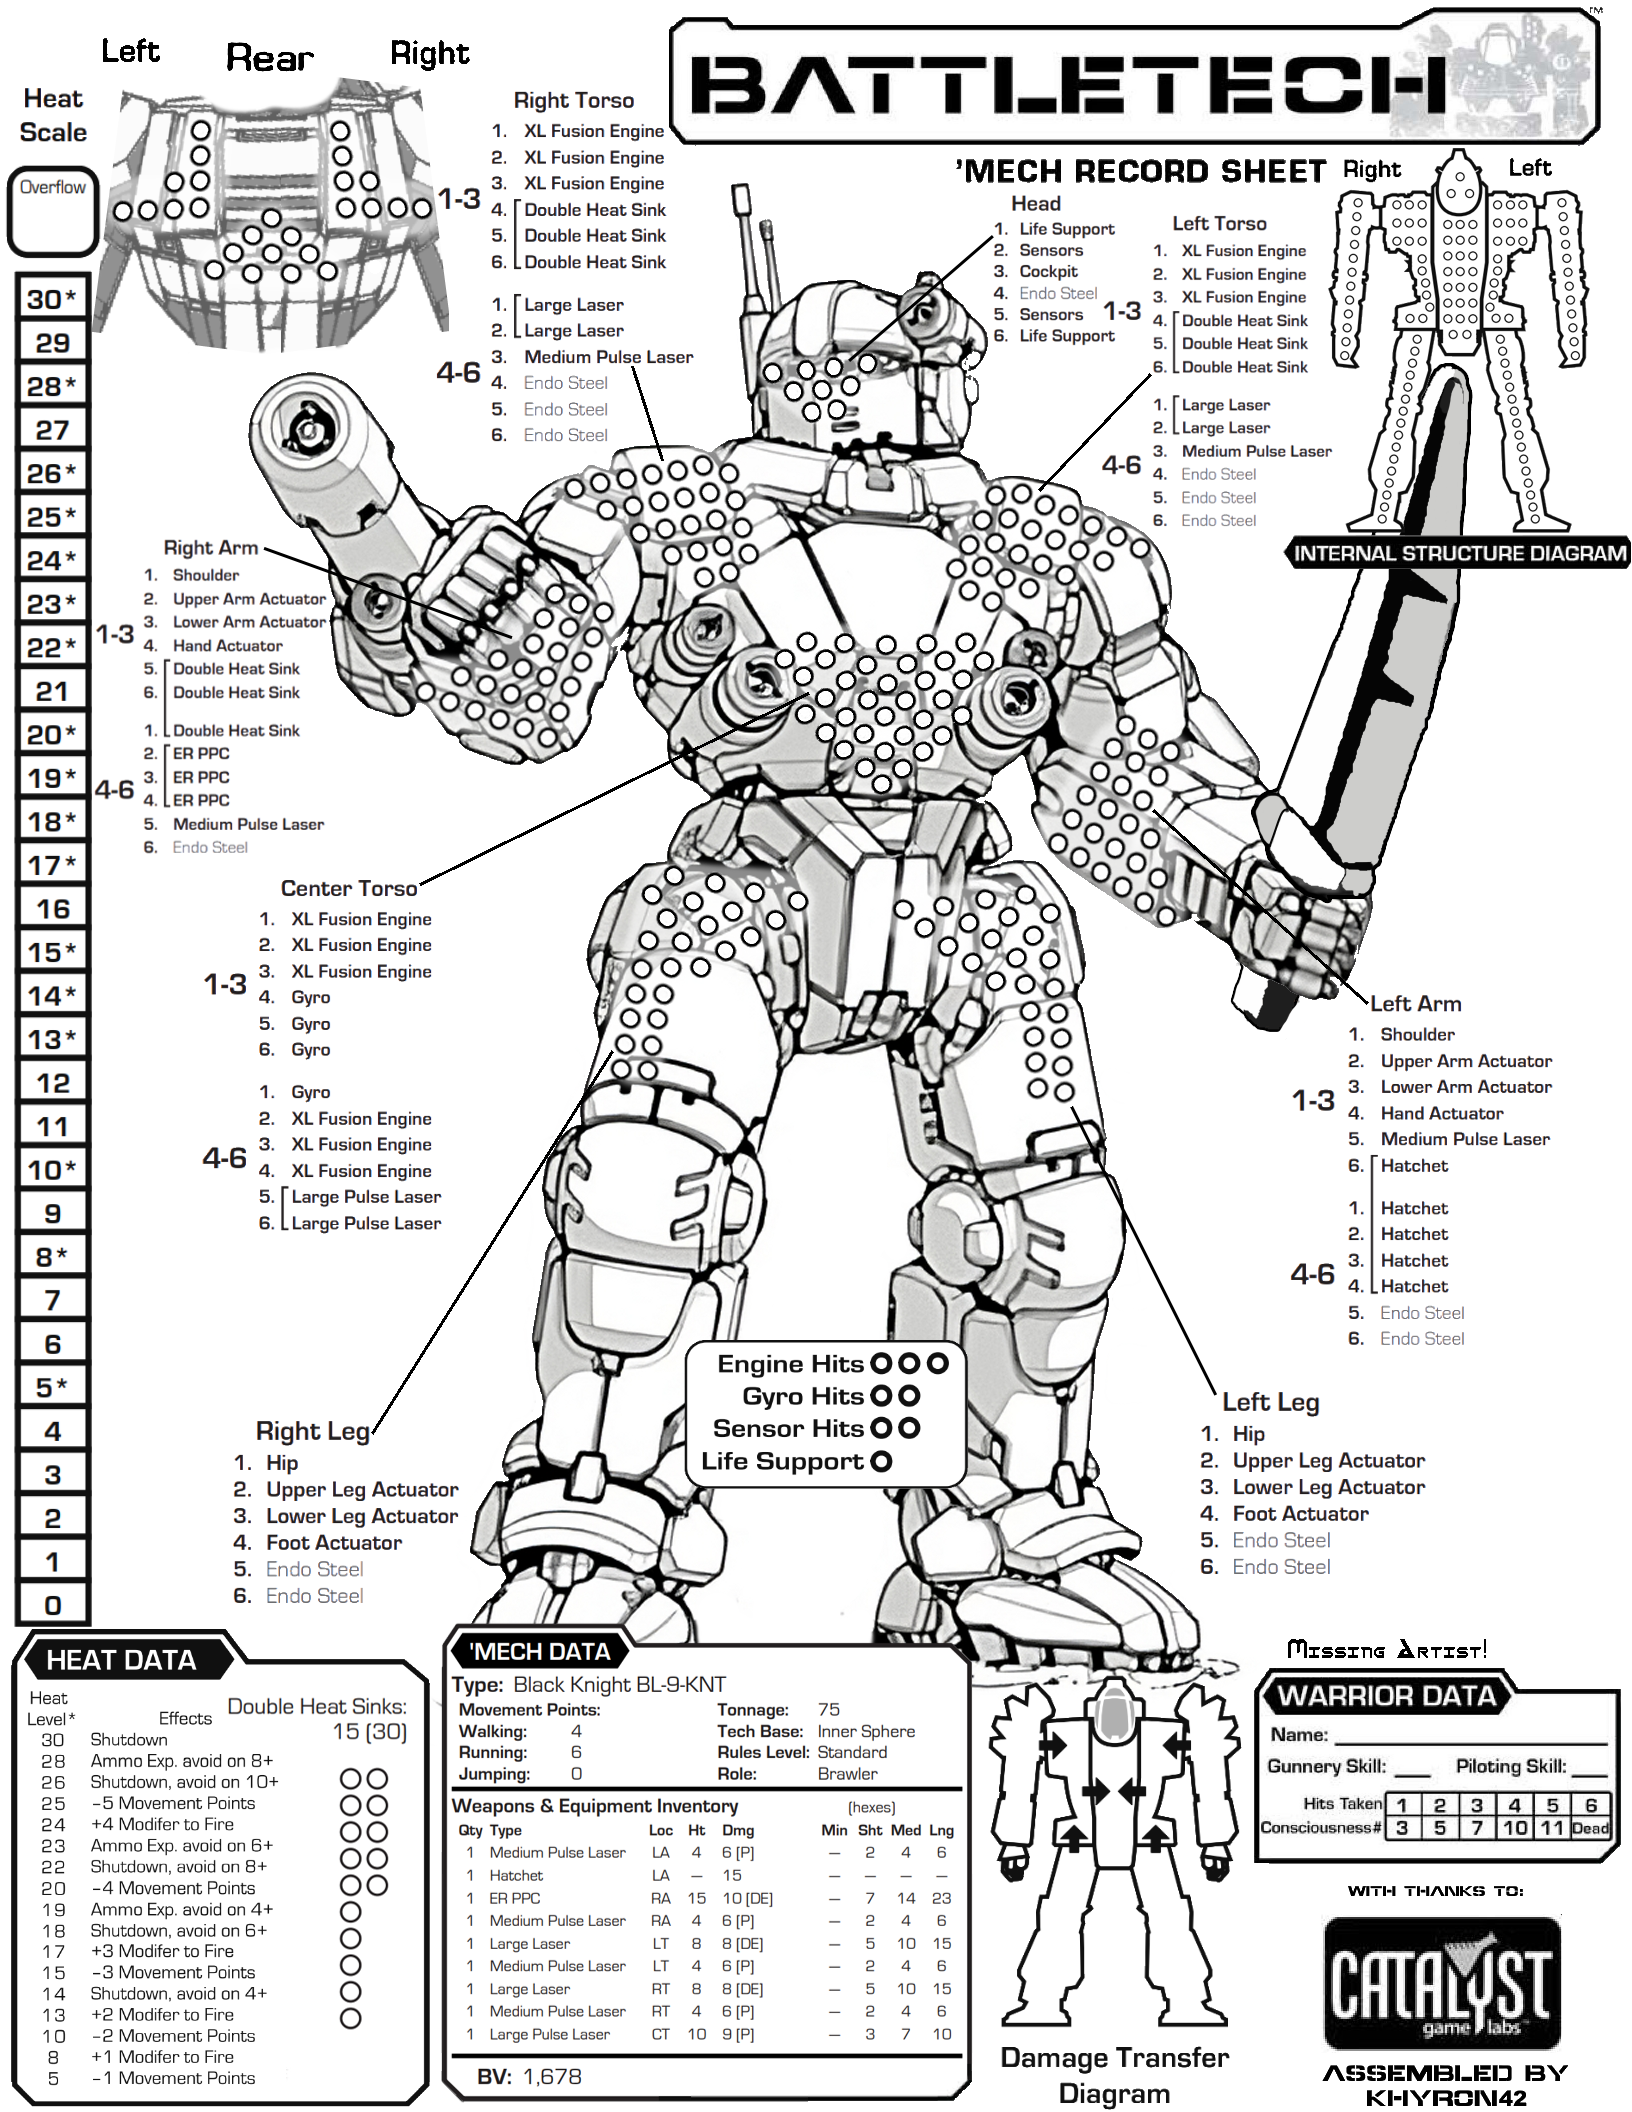 BATTLETECH
TM
'MECH RECORD SHEET
Left
Rear
Right
Heat
Scale
Overflow
30*
29
28*
27
26*
25*
24*
23*
22*
21
20*
19*
18*
17*
16
15*
14*
13*
12
11
10*
9
8*
7
6
5*
4
3
2
1
0
Right Torso
1-3
1. XL Fusion Engine
2. XL Fusion Engine
3. XL Fusion Engine
4. Double Heat Sink
5. Double Heat Sink
6. Double Heat Sink
4-6
1. Large Laser
2. Large Laser
3. Medium Pulse Laser
4. Endo Steel
5. Endo Steel
6. Endo Steel
Head
1. Life Support
2. Sensors
3. Cockpit
4. Endo Steel
5. Sensors
6. Life Support
Left Torso
1-3
1. XL Fusion Engine
2. XL Fusion Engine
3. XL Fusion Engine
4. Double Heat Sink
5. Double Heat Sink
6. Double Heat Sink
4-6
1. Large Laser
2. Large Laser
3. Medium Pulse Laser
4. Endo Steel
5. Endo Steel
6. Endo Steel
Right
Left
INTERNAL STRUCTURE DIAGRAM
Right Arm
1-3
1. Shoulder
2. Upper Arm Actuator
3. Lower Arm Actuator
4. Hand Actuator
5. Double Heat Sink
6. Double Heat Sink
4-6
1. Double Heat Sink
2. ER PPC
3. ER PPC
4. ER PPC
5. Medium Pulse Laser
6. Endo Steel
Center Torso
1-3
1. XL Fusion Engine
2. XL Fusion Engine
3. XL Fusion Engine
4. Gyro
5. Gyro
6. Gyro
4-6
1. Gyro
2. XL Fusion Engine
3. XL Fusion Engine
4. XL Fusion Engine
5. Large Pulse Laser
6. Large Pulse Laser
Left Arm
1-3
1. Shoulder
2. Upper Arm Actuator
3. Lower Arm Actuator
4. Hand Actuator
5. Medium Pulse Laser
6. Hatchet
4-6
1. Hatchet
2. Hatchet
3. Hatchet
4. Hatchet
5. Endo Steel
6. Endo Steel
Engine Hits
Gyro Hits
Sensor Hits
Life Support
Right Leg
1. Hip
2. Upper Leg Actuator
3. Lower Leg Actuator
4. Foot Actuator
5. Endo Steel
6. Endo Steel
Left Leg
1. Hip
2. Upper Leg Actuator
3. Lower Leg Actuator
4. Foot Actuator
5. Endo Steel
6. Endo Steel
HEAT DATA
Heat
Level* Effects
Double Heat Sinks:
15 (30)
30 Shutdown
28 Ammo Exp. avoid on 8+
26 Shutdown, avoid on 10+
25 -5 Movement Points
24 +4 Modifer to Fire
23 Ammo Exp. avoid on 6+
22 Shutdown, avoid on 8+
20 -4 Movement Points
19 Ammo Exp. avoid on 4+
18 Shutdown, avoid on 6+
17 +3 Modifer to Fire
15 -3 Movement Points
14 Shutdown, avoid on 4+
13 +2 Modifer to Fire
10 -2 Movement Points
8 +1 Modifer to Fire
5 -1 Movement Points
'MECH DATA
Type: Black Knight BL-9-KNT
Movement Points: Tonnage: 75
Walking: 4 Tech Base: Inner Sphere
Running: 6 Rules Level: Standard
Jumping: 0 Role: Brawler
Weapons & Equipment Inventory (hexes)
Qty Type Loc Ht Dmg Min Sht Med Lng
1 Medium Pulse Laser LA 4 6 [P] — 2 4 6
1 Hatchet LA — 15 — — — —
1 ER PPC RA 15 10 [DE] — 7 14 23
1 Medium Pulse Laser RA 4 6 [P] — 2 4 6
1 Large Laser LT 8 8 [DE] — 5 10 15
1 Medium Pulse Laser LT 4 6 [P] — 2 4 6
1 Large Laser RT 8 8 [DE] — 5 10 15
1 Medium Pulse Laser RT 4 6 [P] — 2 4 6
1 Large Pulse Laser CT 10 9 [P] — 3 7 10
BV: 1,678
Damage Transfer
Diagram
Missing Artist!
WARRIOR DATA
Name:
Gunnery Skill: Piloting Skill:
Hits Taken 1 2 3 4 5 6
Consciousness# 3 5 7 10 11 Dead
WITH THANKS TO:
CATALYST
game labs
ASSEMBLED BY
KHYRON42